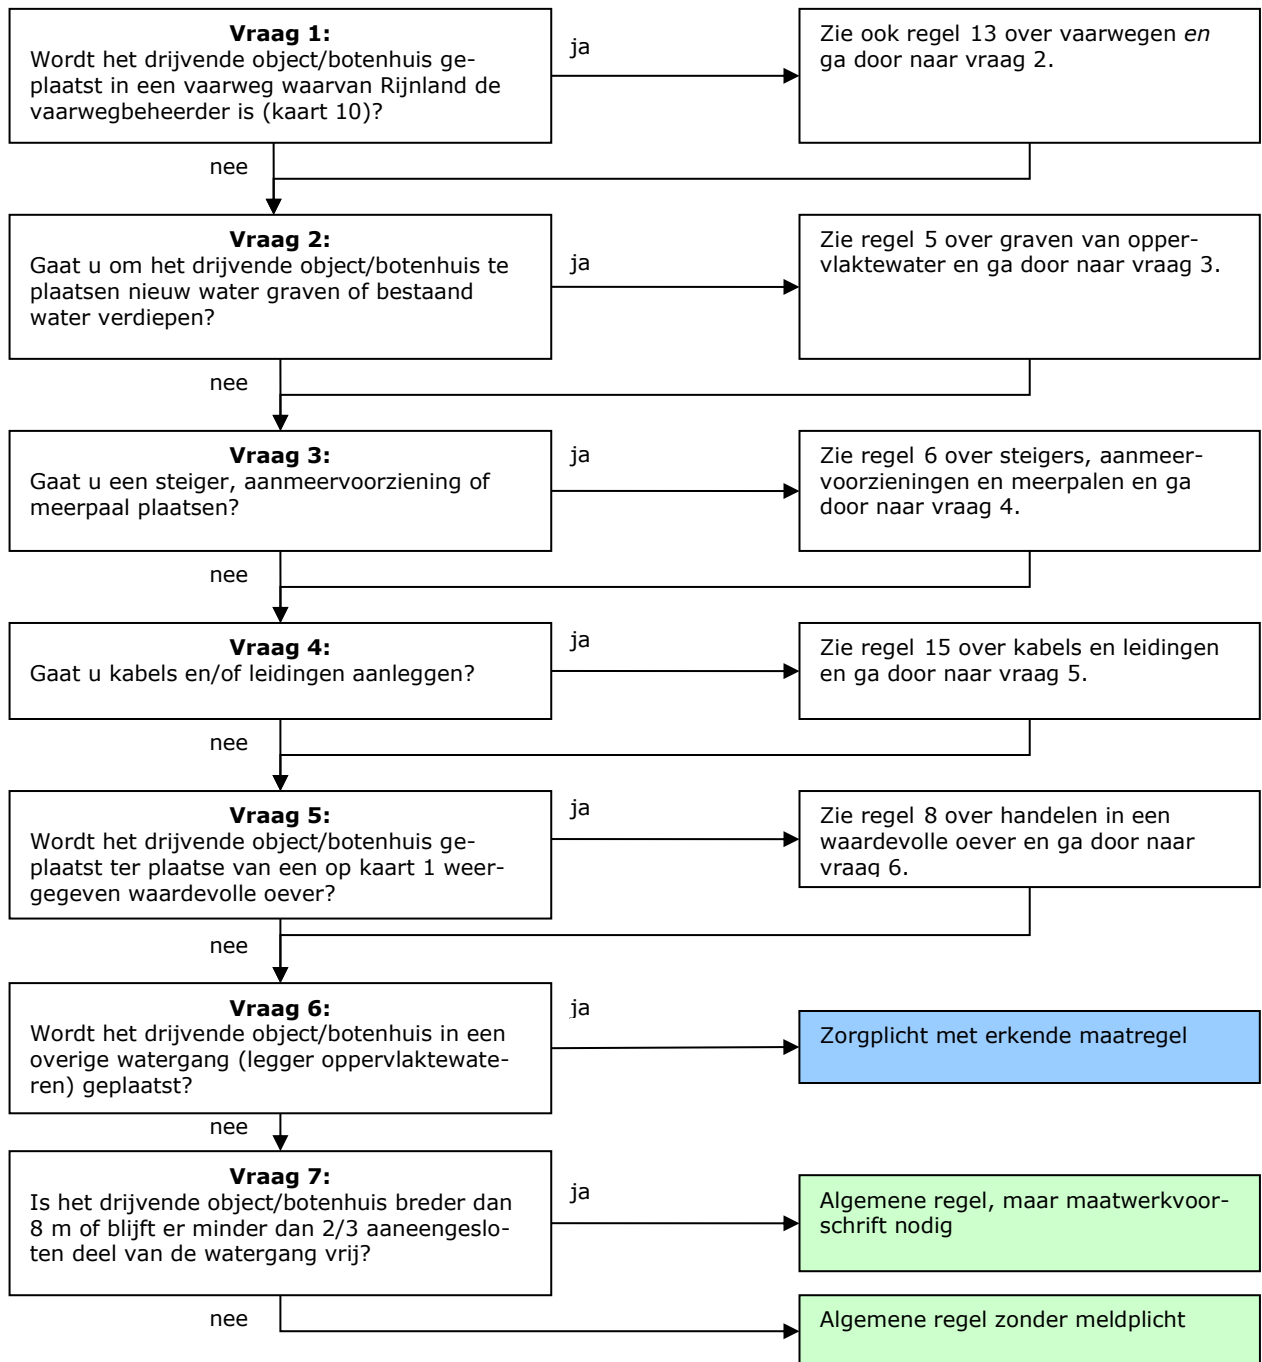 Vraag 1:
Wordt het drijvende object/botenhuis ge-
plaatst in een vaarweg waarvan Rijnland de
vaarwegbeheerder is (kaart 10)?
ja
Zie ook regel 13 over vaarwegen en
ga door naar vraag 2.
nee
Vraag 2:
Gaat u om het drijvende object/botenhuis te
plaatsen nieuw water graven of bestaand
water verdiepen?
ja
Zie regel 5 over graven van opper-
vlaktewater en ga door naar vraag 3.
nee
Vraag 3:
Gaat u een steiger, aanmeervoorziening of
meerpaal plaatsen?
ja
Zie regel 6 over steigers, aanmeer-
voorzieningen en meerpalen en ga
door naar vraag 4.
nee
Vraag 4:
Gaat u kabels en/of leidingen aanleggen?
ja
Zie regel 15 over kabels en leidingen
en ga door naar vraag 5.
nee
Vraag 5:
Wordt het drijvende object/botenhuis ge-
plaatst ter plaatse van een op kaart 1 weer-
gegeven waardevolle oever?
ja
Zie regel 8 over handelen in een
waardevolle oever en ga door naar
vraag 6.
nee
Vraag 6:
Wordt het drijvende object/botenhuis in een
overige watergang (legger oppervlaktewate-
ren) geplaatst?
ja
Zorgplicht met erkende maatregel
nee
Vraag 7:
Is het drijvende object/botenhuis breder dan
8 m of blijft er minder dan 2/3 aaneengeslo-
ten deel van de watergang vrij?
ja
Algemene regel, maar maatwerkvoor-
schrift nodig
nee
Algemene regel zonder meldplicht